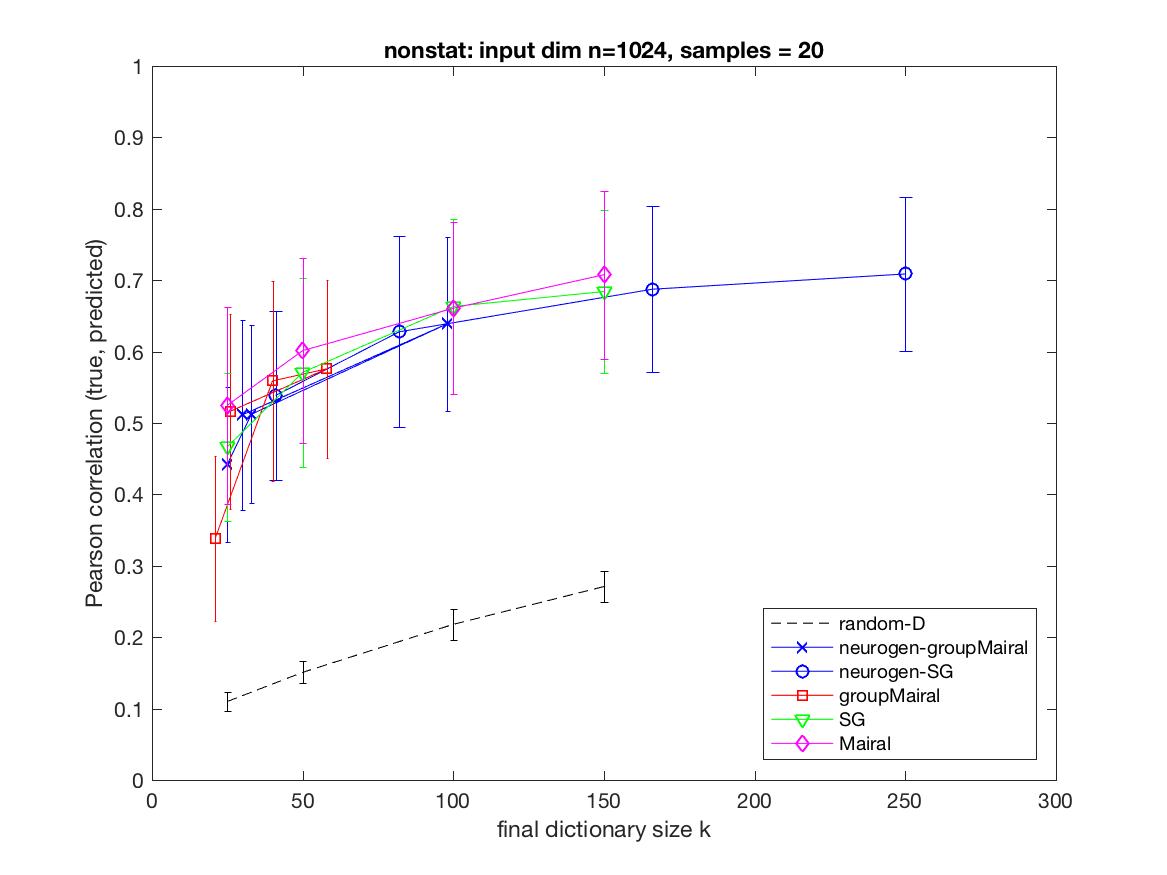 nonstat: input dim n=1024, samples = 20
1
0.9
0.8
0.7
0.6
0.5
0.4
0.3
0.2
0.1
0
Pearson correlation (true, predicted)
random-D
neurogen-groupMairal
neurogen-SG
groupMairal
SG
Mairal
0 50 100 150 200 250 300
final dictionary size k